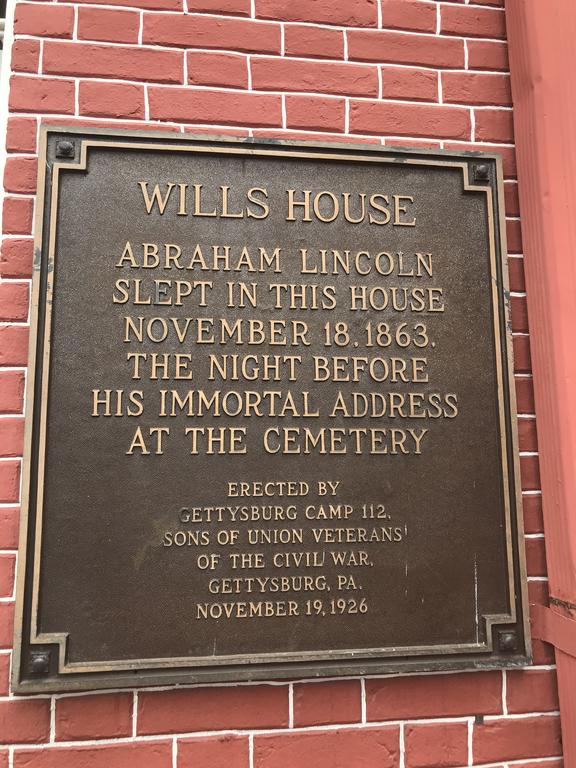 WILLS HOUSE
ABRAHAM LINCOLN
SLEPT IN THIS HOUSE
NOVEMBER 18, 1863,
THE NIGHT BEFORE
HIS IMMORTAL ADDRESS
AT THE CEMETERY
ERECTED BY
GETTYSBURG CAMP 112,
SONS OF UNION VETERANS
OF THE CIVIL WAR,
GETTYSBURG, PA.
NOVEMBER 19, 1926